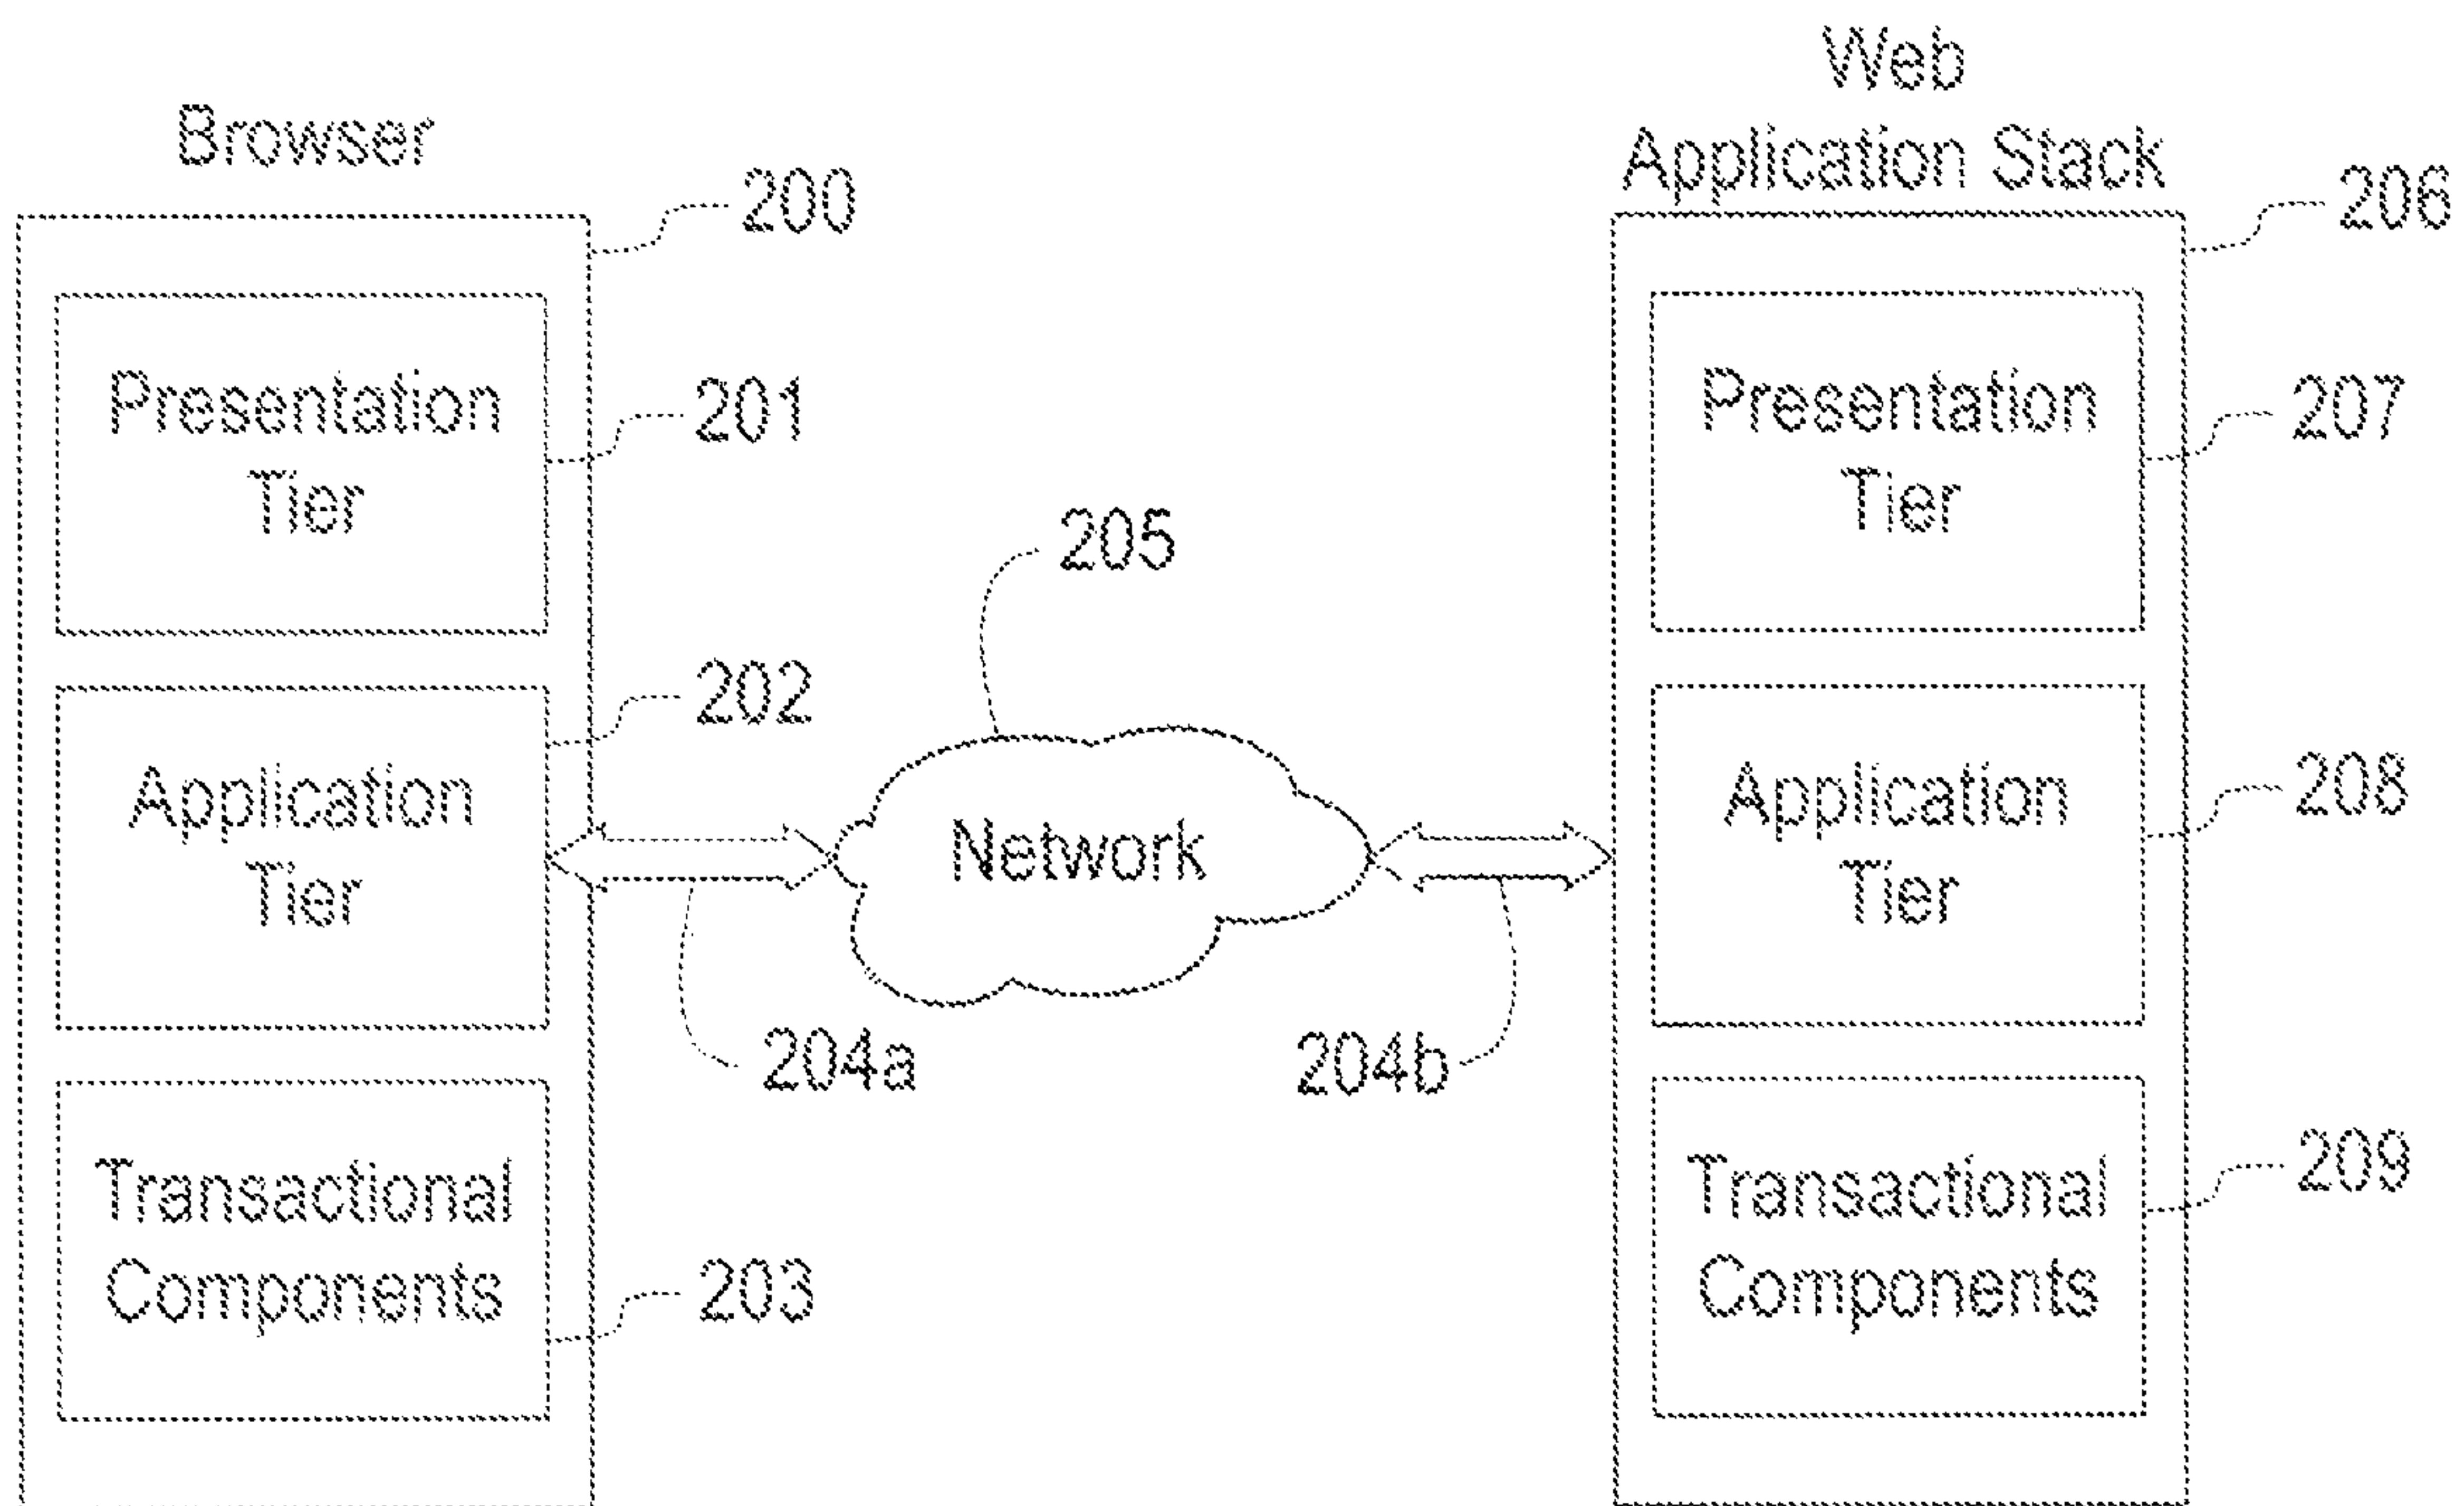 Browser
200
Presentation
Tier
201
Application
Tier
202
Transactional
Components
203
204a
205
Network
204b
Web
Application Stack
206
Presentation
Tier
207
Application
Tier
208
Transactional
Components
209